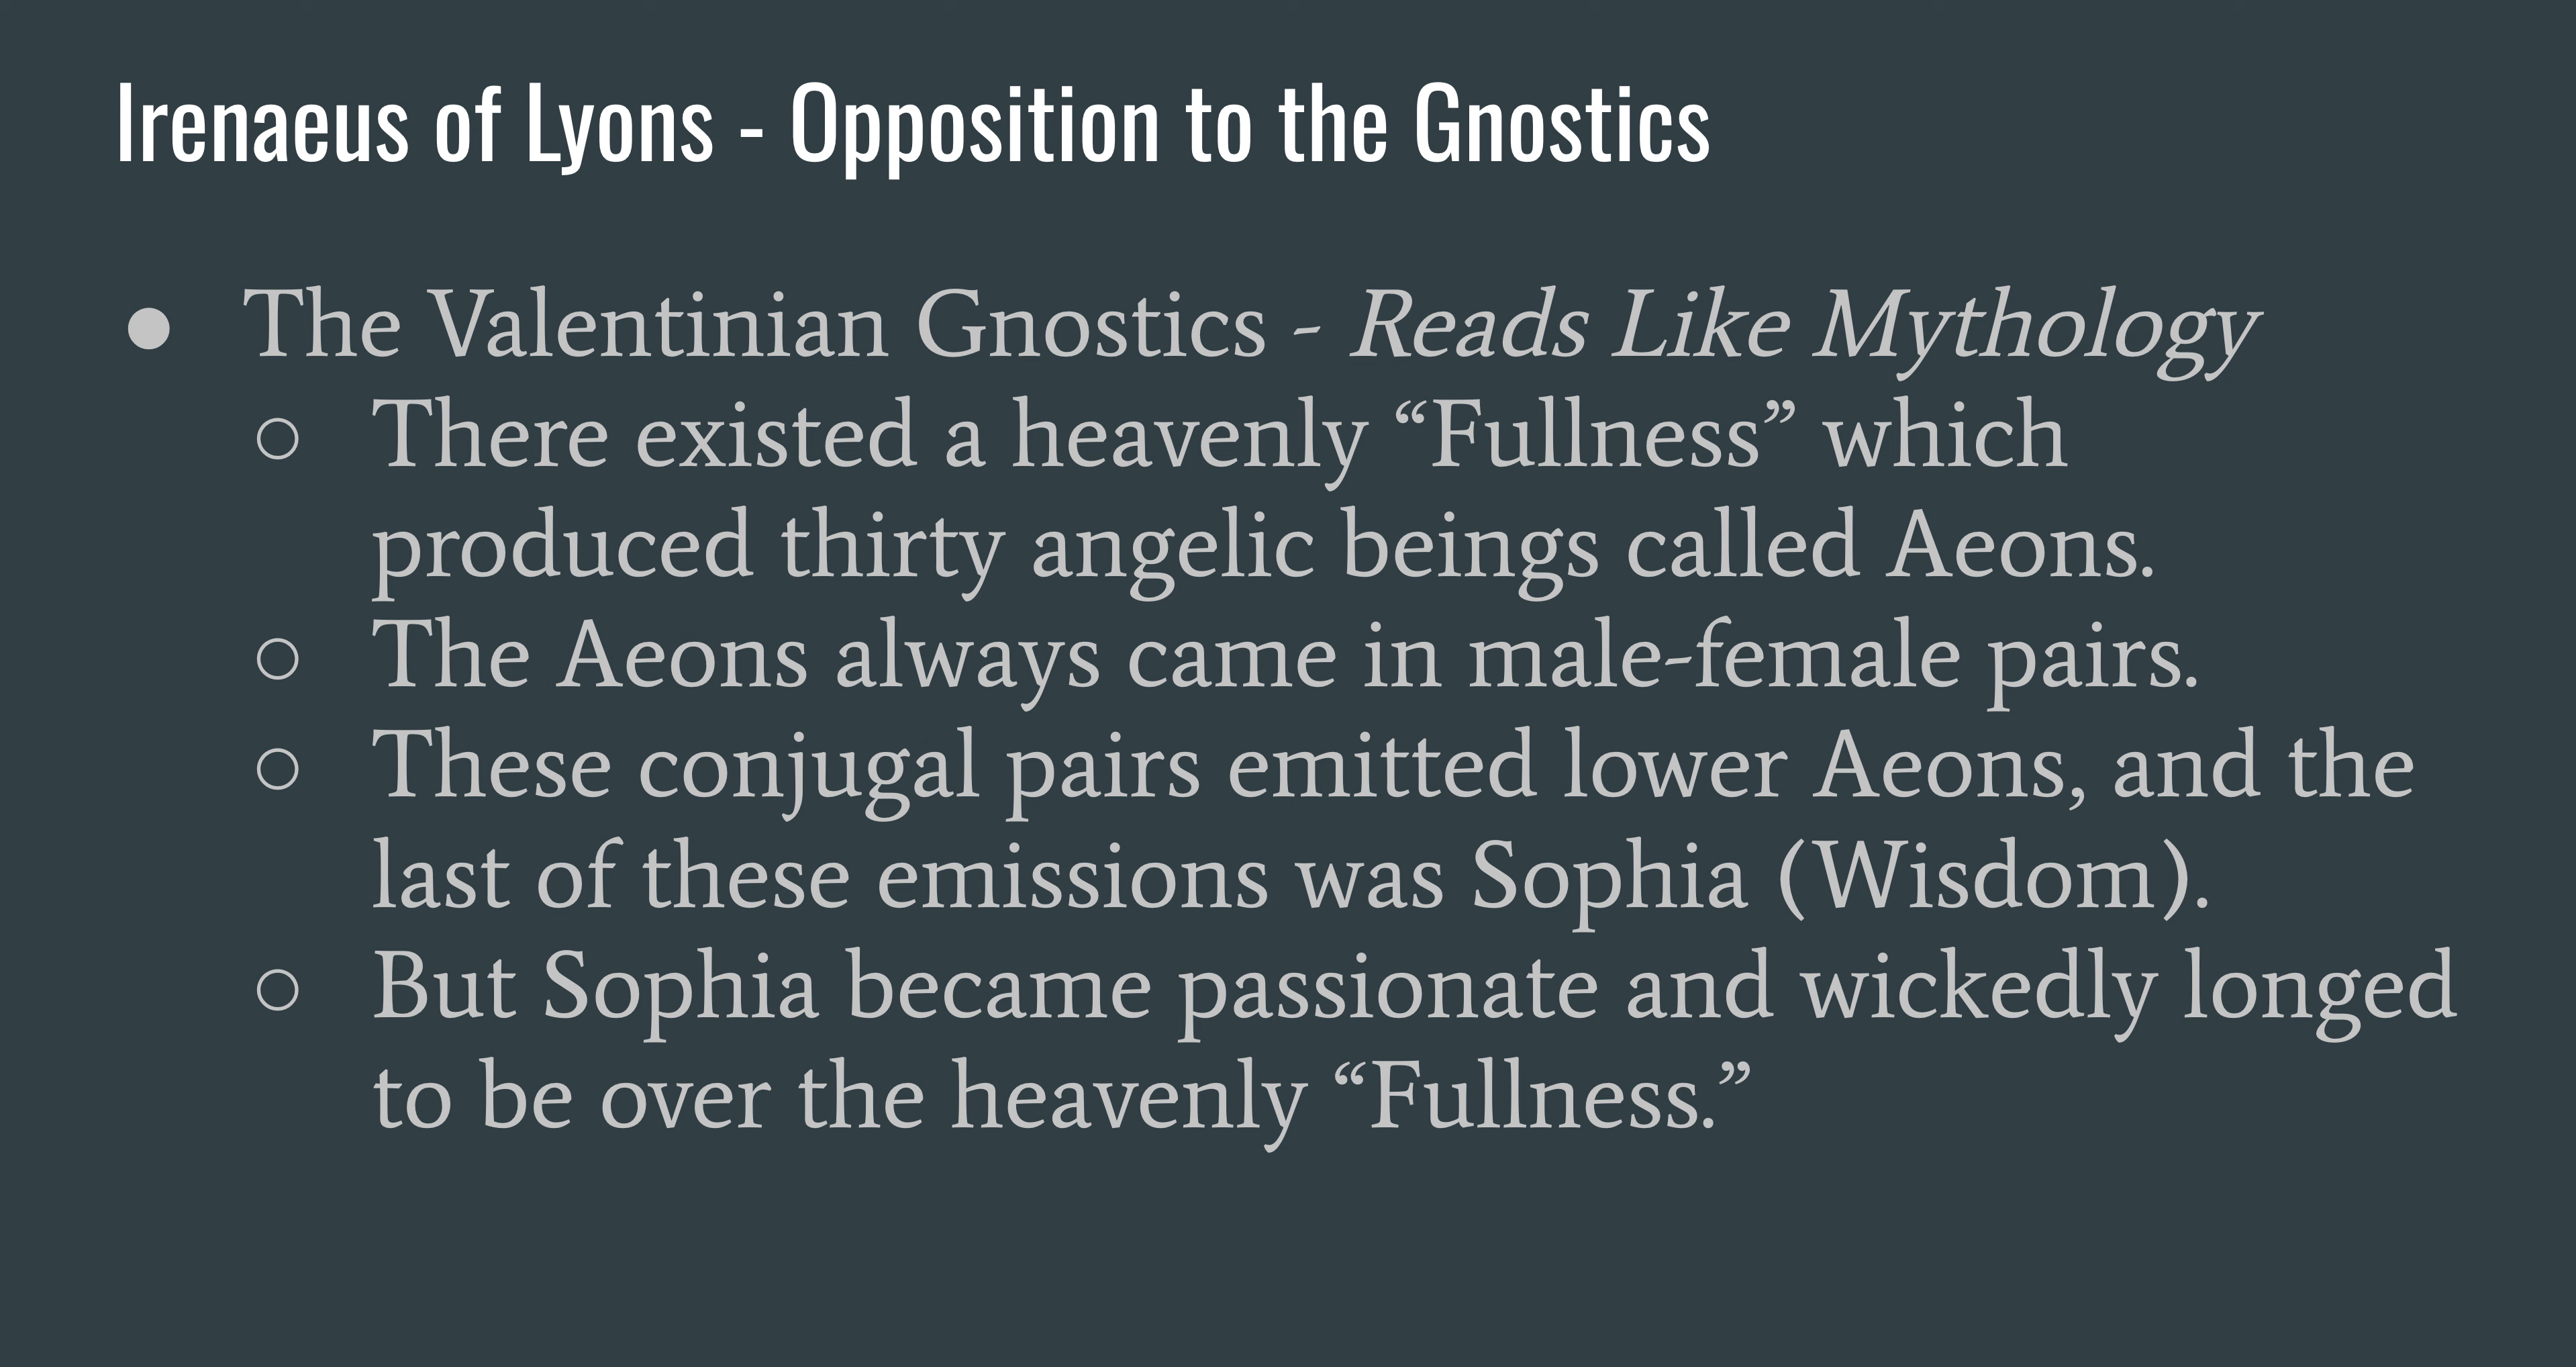 Irenaeus of Lyons - Opposition to the Gnostics
● The Valentinian Gnostics - Reads Like Mythology
○ There existed a heavenly “Fullness” which
produced thirty angelic beings called Aeons.
○ The Aeons always came in male-female pairs.
○ These conjugal pairs emitted lower Aeons, and the
last of these emissions was Sophia (Wisdom).
○ But Sophia became passionate and wickedly longed
to be over the heavenly “Fullness.”